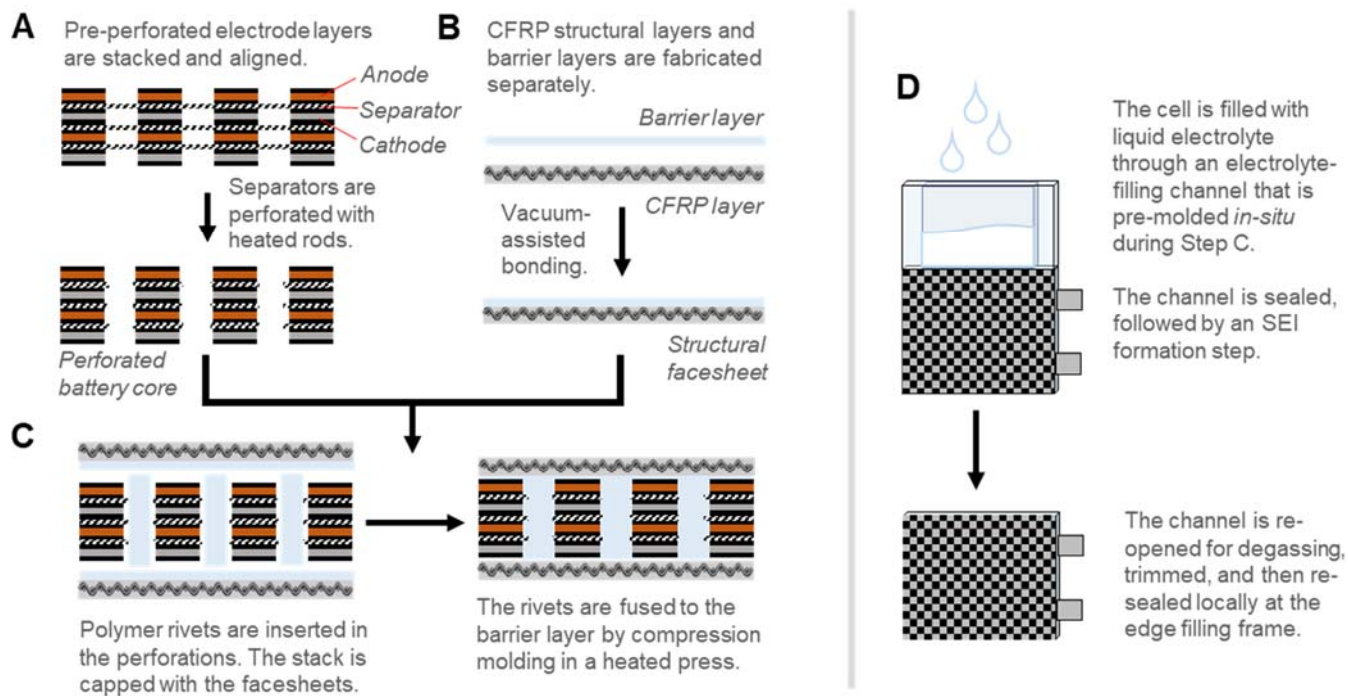 A
Pre-perforated electrode layers
are stacked and aligned.
Anode
Separator
Cathode
Separators are
perforated with
heated rods.
Perforated
battery core
B
CFRP structural layers and
barrier layers are fabricated
separately.
Barrier layer
CFRP layer
Vacuum-
assisted
bonding.
Structural
facesheet
C
Polymer rivets are inserted in
the perforations. The stack is
capped with the facesheets.
The rivets are fused to the
barrier layer by compression
molding in a heated press.
D
The cell is filled with
liquid electrolyte
through an electrolyte-
filling channel that is
pre-molded in-situ
during Step C.
The channel is sealed,
followed by an SEI
formation step.
The channel is re-
opened for degassing,
trimmed, and then re-
sealed locally at the
edge filling frame.